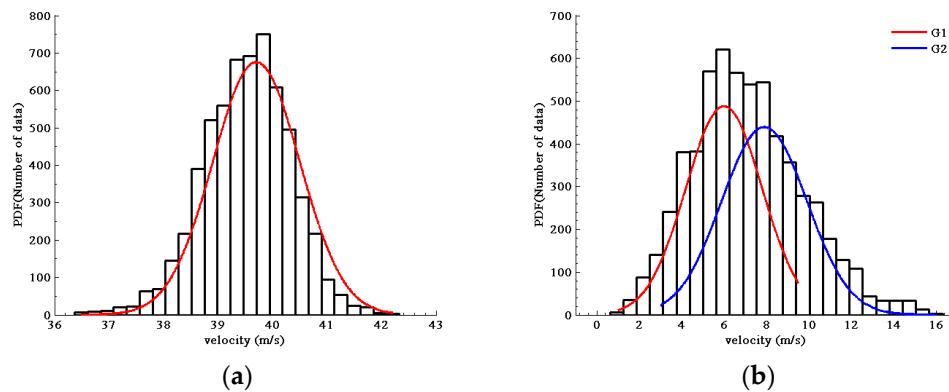 800
700
600
500
400
300
200
100
0
PDF(Number of data)
36 37 38 39 40 41 42 43
velocity (m/s)
(a)
700
600
500
400
300
200
100
0
PDF(Number of data)
G1
G2
0 2 4 6 8 10 12 14 16
velocity (m/s)
(b)